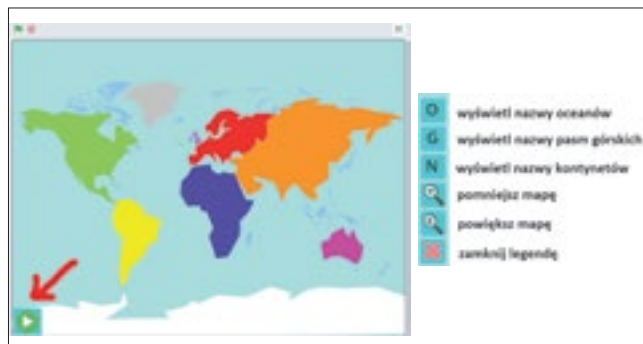 O wyświetl nazwy oceanów
G wyświetl nazwy pasm górskich
N wyświetl nazwy kontynetów
pomniejsz mapę
powiększ mapę
zamknij legendę